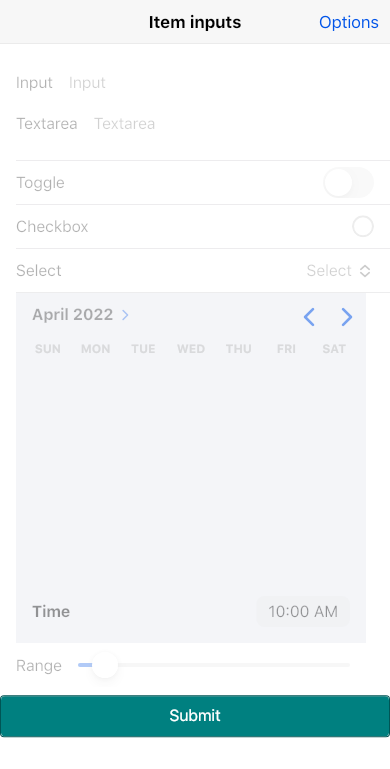 Item inputs Options
Input Input
Textarea Textarea
Toggle
Checkbox
Select Select
April 2022
SUN MON TUE WED THU FRI SAT
Time 10:00 AM
Range
Submit